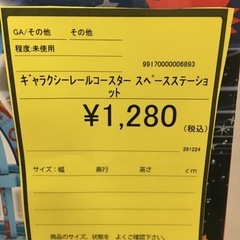 GA/その他 その他
程度:未使用
99170000006893
ギャラクシーレールコースター スペースステーショ
ット
¥1,280
(税込)
201224
サイズ:幅 奥行 高さ cm
商品のサイズ、状態を よくご確認下さい。